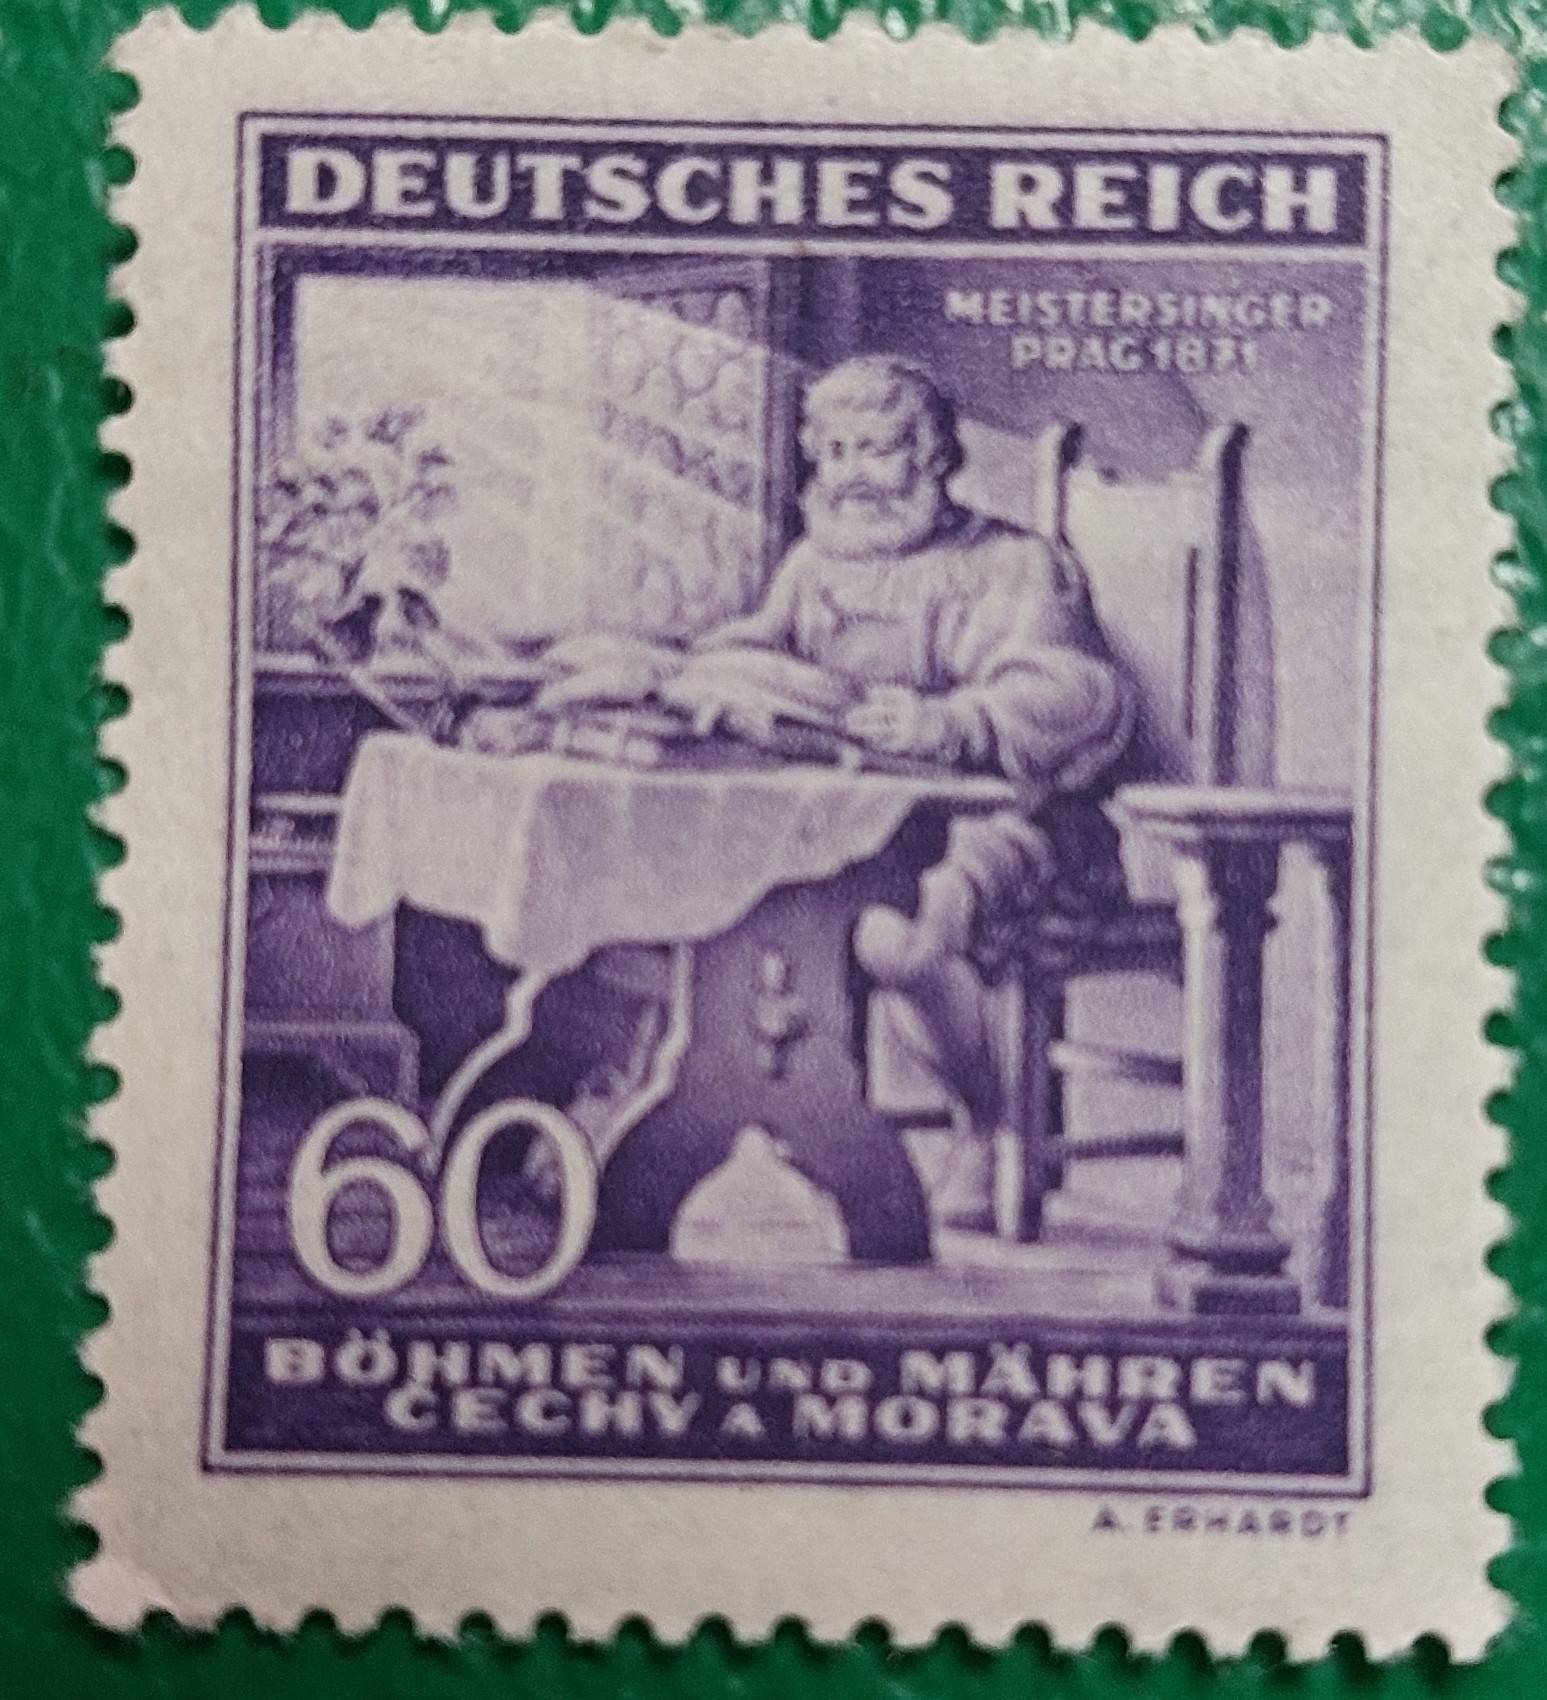 DEUTSCHES REICH
MEISTERSINGER
PRAG 1871
60
BÖHMEN UND MÄHREN
ČECHY A MORAVA
A. ERHARDT